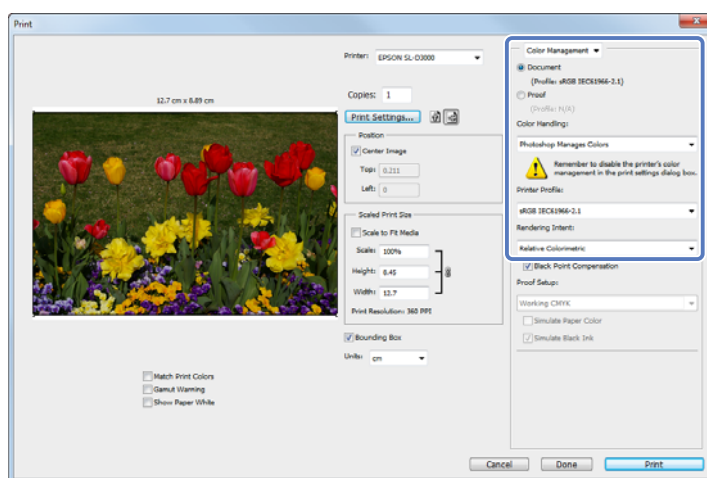 Print
12.7 cm x 8.89 cm
Match Print Colors
Gamut Warning
Show Paper White
Printer: EPSON SL-D3000
Copies: 1
Print Settings...
Position
Center Image
Top: 0.211
Left: 0
Scaled Print Size
Scale to Fit Media
Scale: 100%
Height: 8.45
Width: 12.7
Print Resolution: 360 PPI
Bounding Box
Units: cm
Color Management
Document
(Profile: sRGB IEC61966-2.1)
Proof
(Profile: N/A)
Color Handling:
Photoshop Manages Colors
Remember to disable the printer's color
management in the print settings dialog box.
Printer Profile:
sRGB IEC61966-2.1
Rendering Intent:
Relative Colorimetric
Black Point Compensation
Proof Setup:
Working CMYK
Simulate Paper Color
Simulate Black Ink
Cancel
Done
Print